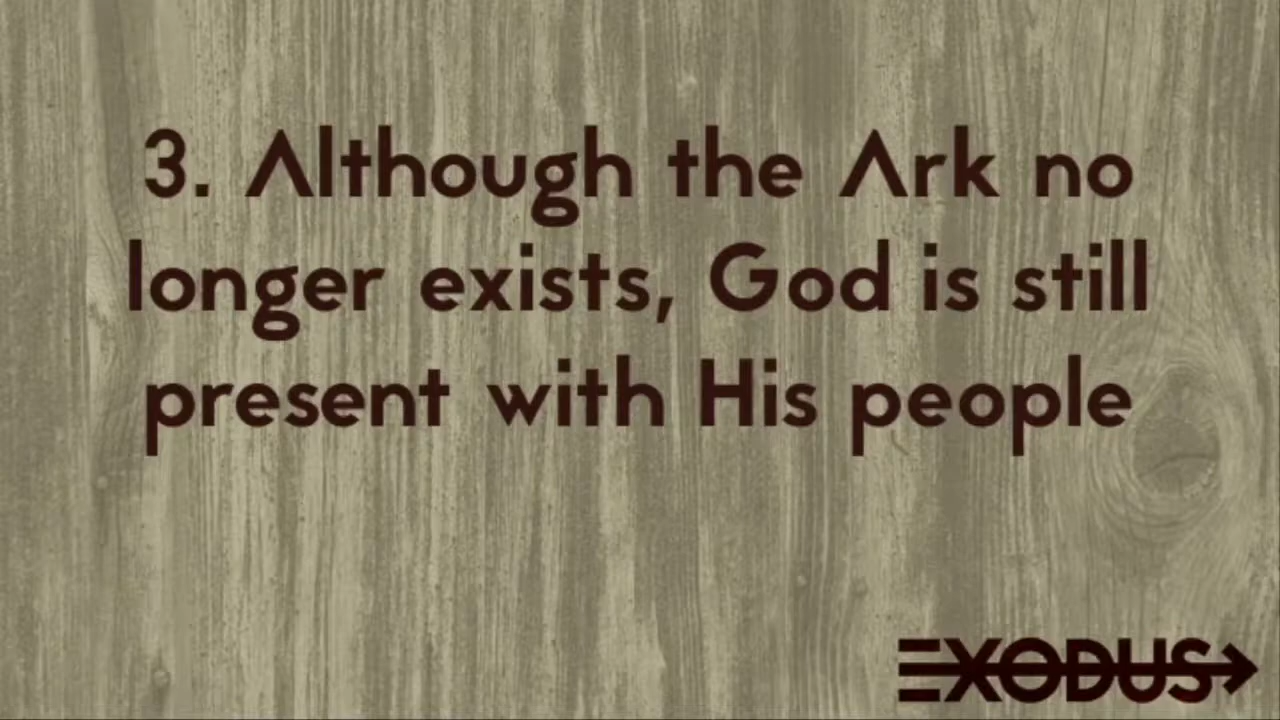 3. Although the Ark no
longer exists, God is still
present with His people
EXODUS